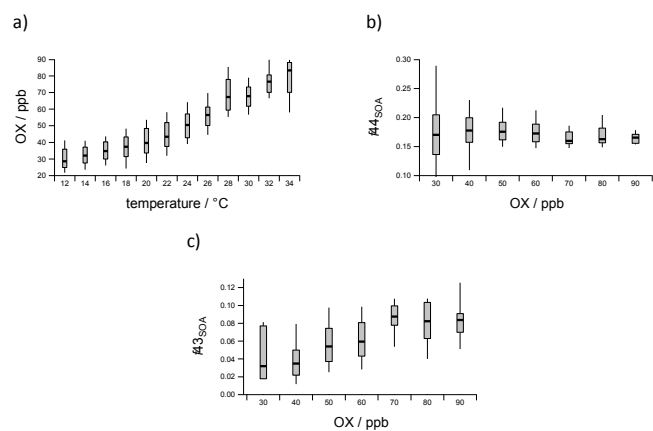 a)
OX / ppb
90
80
70
60
50
40
30
20
12 14 16 18 20 22 24 26 28 30 32 34
temperature / °C
b)
f44SOA
0.30
0.25
0.20
0.15
0.10
30 40 50 60 70 80 90
OX / ppb
c)
f43SOA
0.12
0.10
0.08
0.06
0.04
0.02
0.00
30 40 50 60 70 80 90
OX / ppb